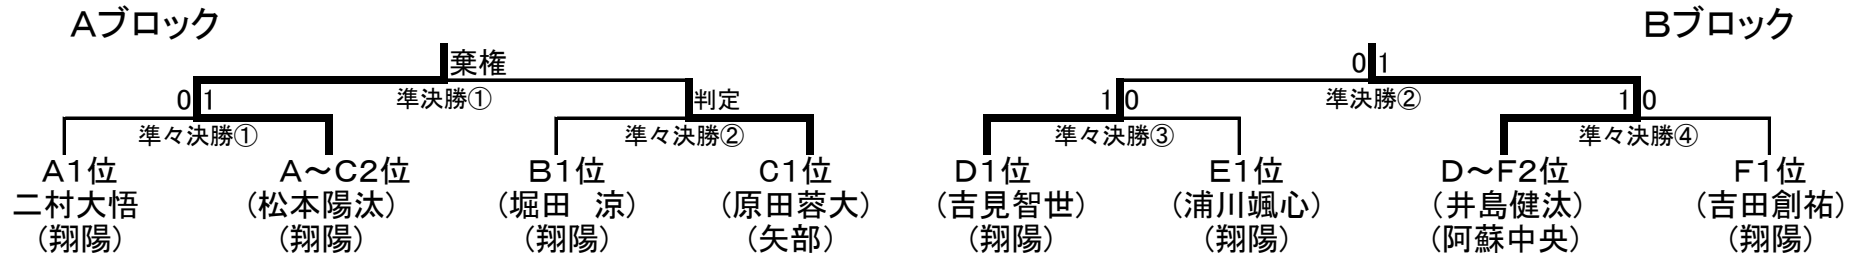 Aブロック
Bブロック
棄権
0 1
準決勝①
準決勝②
0 1
判定
1 0
1 0
準々決勝①
準々決勝②
準々決勝③
準々決勝④
A1位
A～C2位
B1位
C1位
D1位
E1位
D～F2位
F1位
二村大悟
(松本陽汰)
(堀田 涼)
(原田蓉大)
(吉見智世)
(浦川颯心)
(井島健汰)
(吉田創祐)
(翔陽)
(翔陽)
(翔陽)
(矢部)
(翔陽)
(翔陽)
(阿蘇中央)
(翔陽)